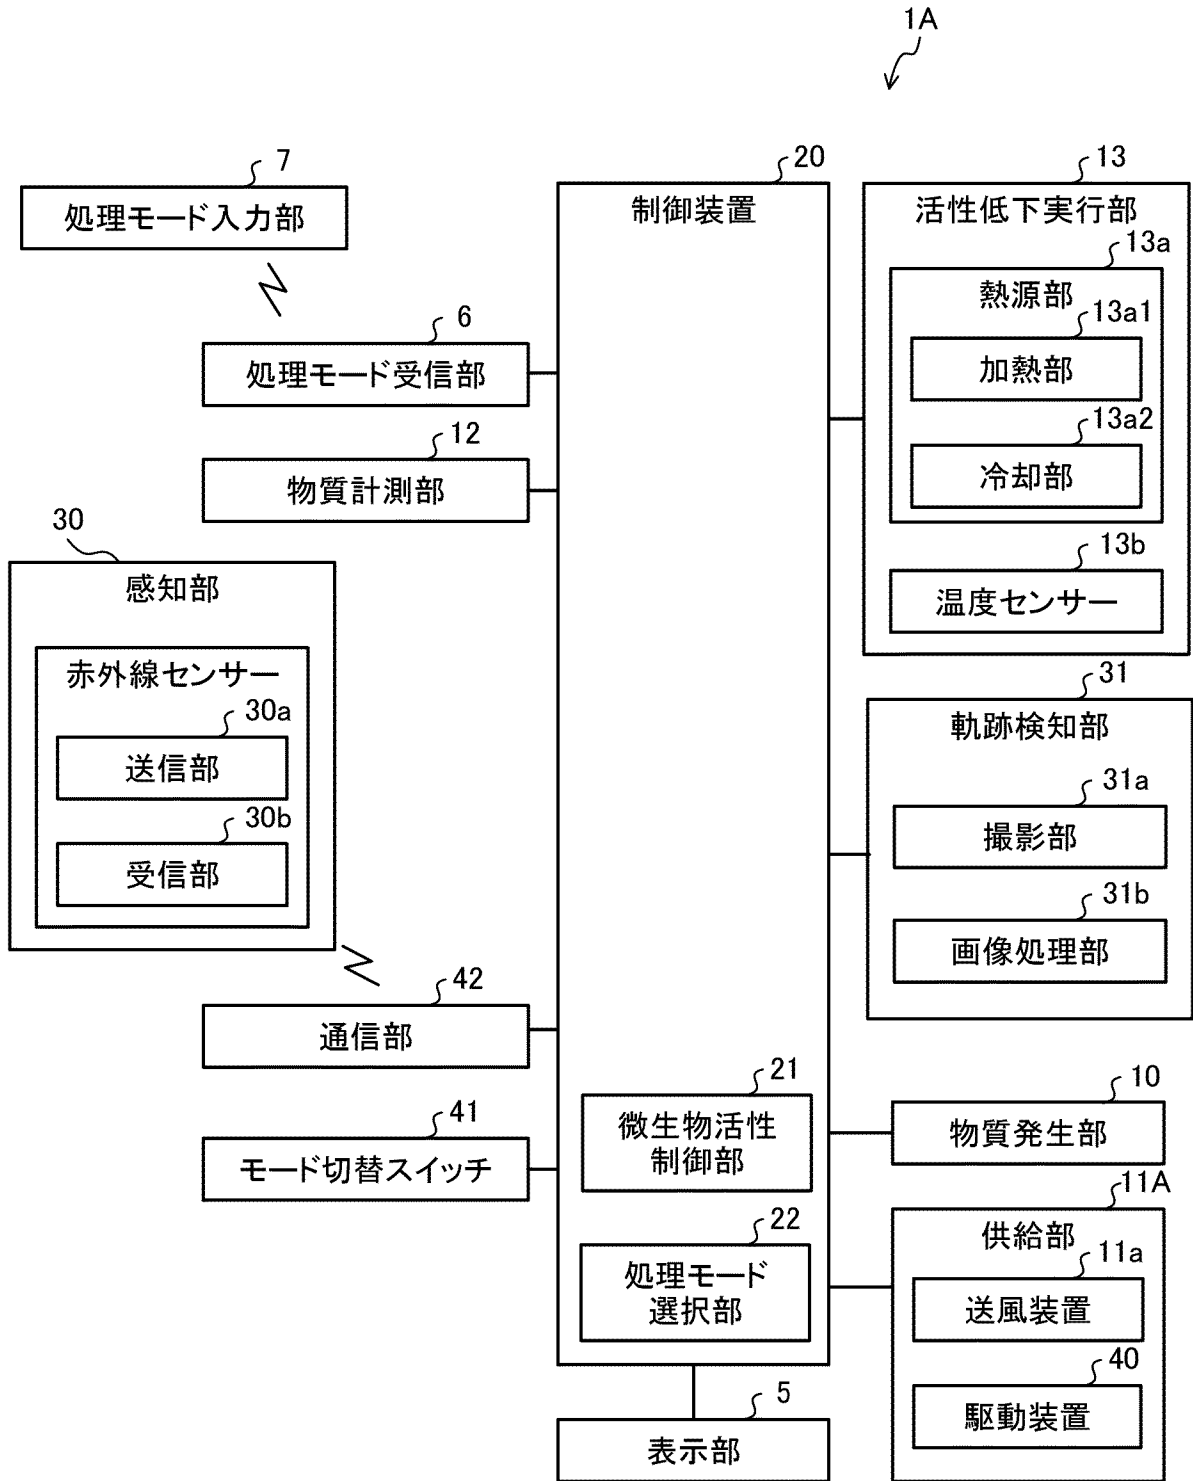 1A
7
処理モード入力部
6
処理モード受信部
12
物質計測部
30
感知部
赤外線センサー
30a
送信部
30b
受信部
42
通信部
41
モード切替スイッチ
20
制御装置
21
微生物活性
制御部
22
処理モード
選択部
5
表示部
13
活性低下実行部
13a
熱源部
13a1
加熱部
13a2
冷却部
13b
温度センサー
31
軌跡検知部
31a
撮影部
31b
画像処理部
10
物質発生部
11A
供給部
11a
送風装置
40
駆動装置